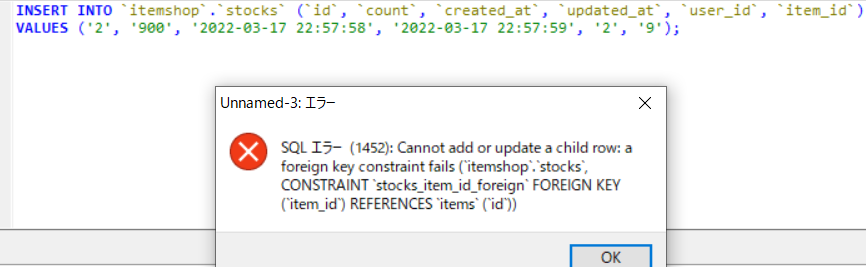 INSERT INTO `itemshop`.`stocks` (`id`, `count`, `created_at`, `updated_at`, `user_id`, `item_id`)
VALUES ('2', '900', '2022-03-17 22:57:58', '2022-03-17 22:57:59', '2', '9');
Unnamed-3: エラー
SQL エラー (1452): Cannot add or update a child row: a
foreign key constraint fails (`itemshop`.`stocks`,
CONSTRAINT `stocks_item_id_foreign` FOREIGN KEY
(`item_id`) REFERENCES `items` (`id`))
OK